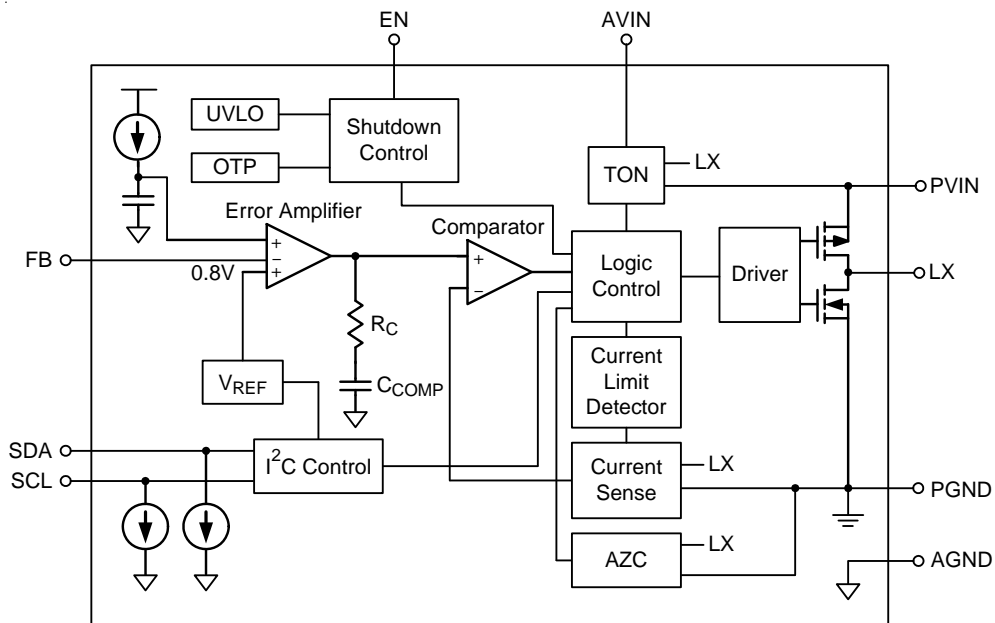 EN
AVIN
UVLO
Shutdown
Control
OTP
TON
LX
PVIN
Error Amplifier
Comparator
+
−
+
FB
0.8V
+
−
Logic
Control
Driver
LX
RC
VREF
CCOMP
Current
Limit
Detector
SDA
SCL
I2C Control
Current
Sense
LX
PGND
AZC
LX
AGND